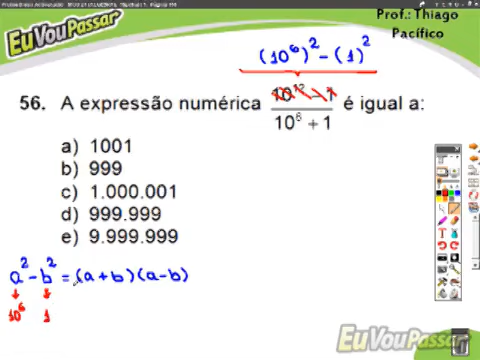 EuVouPassar
Prof.: Thiago
Pacífico
(10⁶)² – (1)²
56. A expressão numérica (10¹² – 1)/(10⁶ + 1) é igual a:
a) 1001
b) 999
c) 1.000.001
d) 999.999
e) 9.999.999
a² – b² = (a + b)(a – b)
10⁶ 1
EuVouPassar